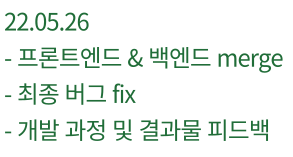 22.05.26
- 프론트엔드 & 백엔드 merge
- 최종 버그 fix
- 개발 과정 및 결과물 피드백